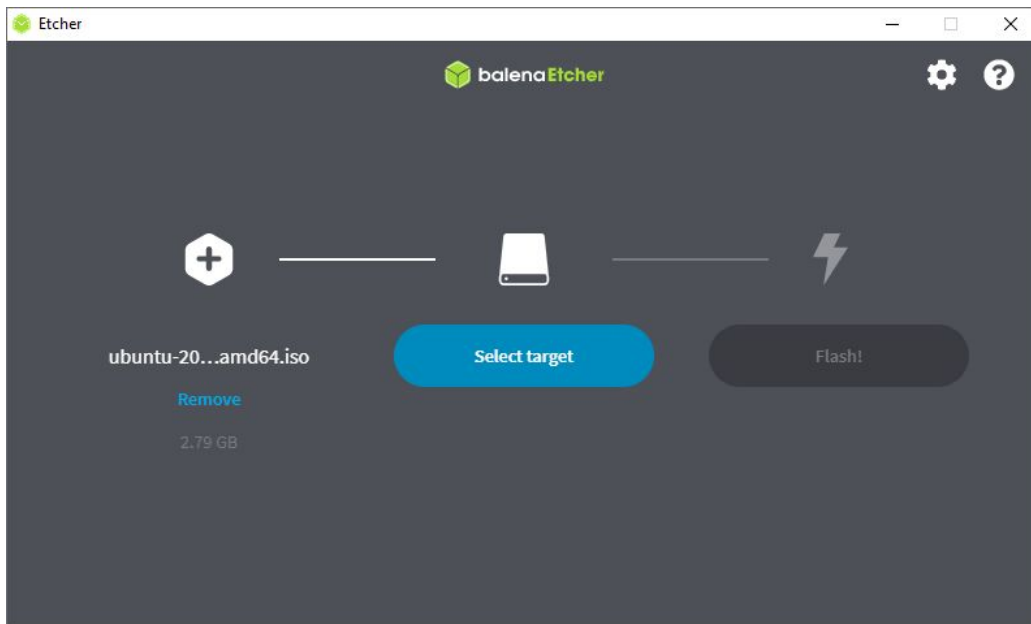 Etcher
balenaEtcher
ubuntu-20...amd64.iso
Remove
2.79 GB
Select target
Flash!